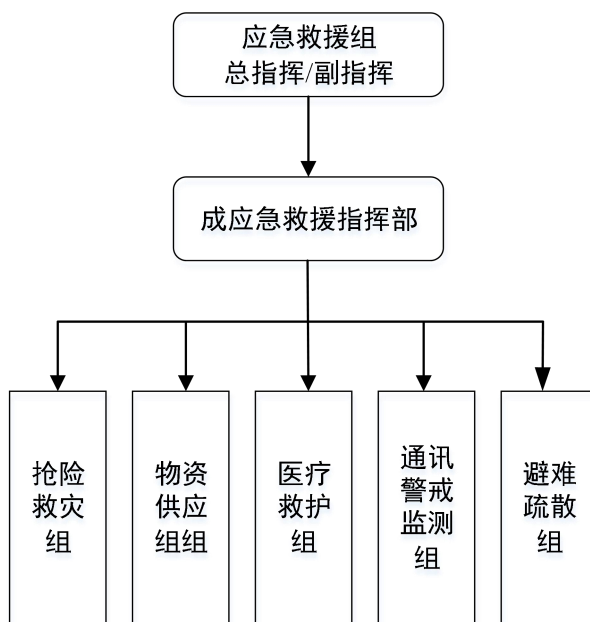 应急救援组
总指挥/副指挥
成应急救援指挥部
抢险
救灾
组
物资
供应
组组
医疗
救护
组
通讯
警戒
监测
组
避难
疏散
组